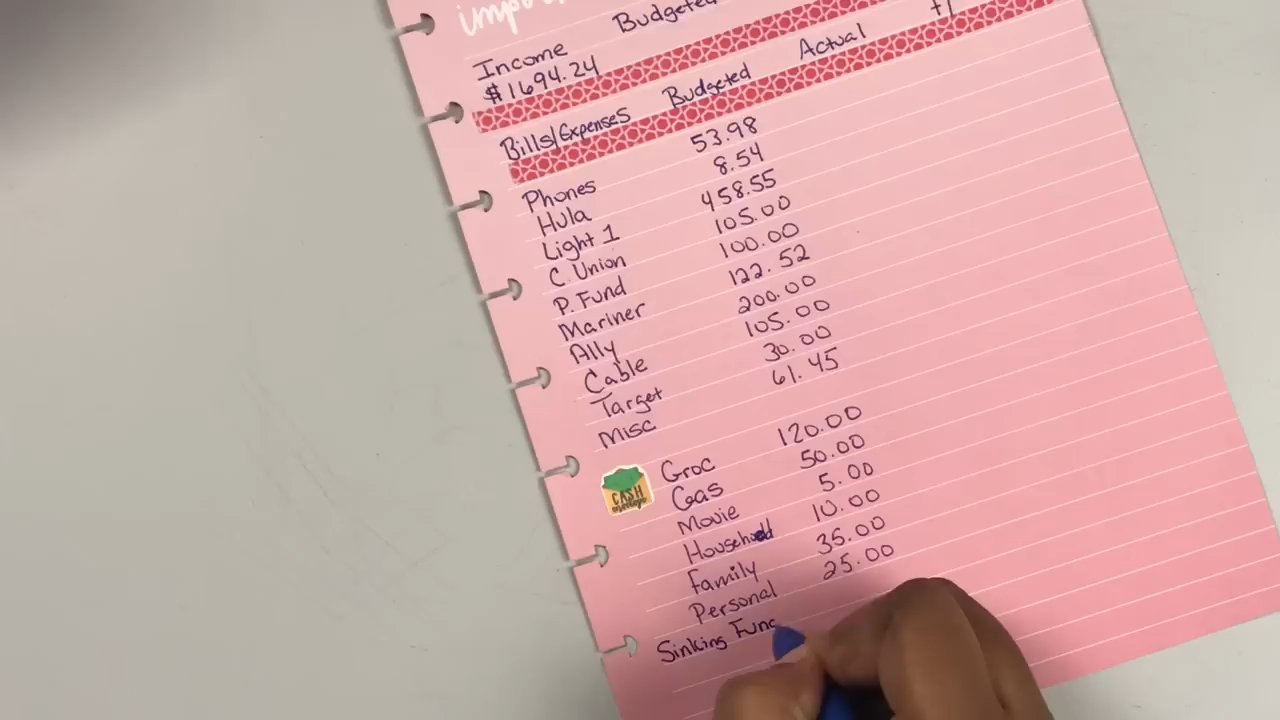 Income Budgeted
$1694.24
Bills/Expenses Budgeted Actual +/
Phones 53.98
Hula 8.54
Light 1 458.55
C. Union 105.00
P. Fund 100.00
Mariner 122.52
Ally 200.00
Cable 105.00
Target 30.00
Misc 61.45
Groc 120.00
CASH
Gas 50.00
Movie 5.00
Household 10.00
Family 35.00
Personal 25.00
Sinking Func